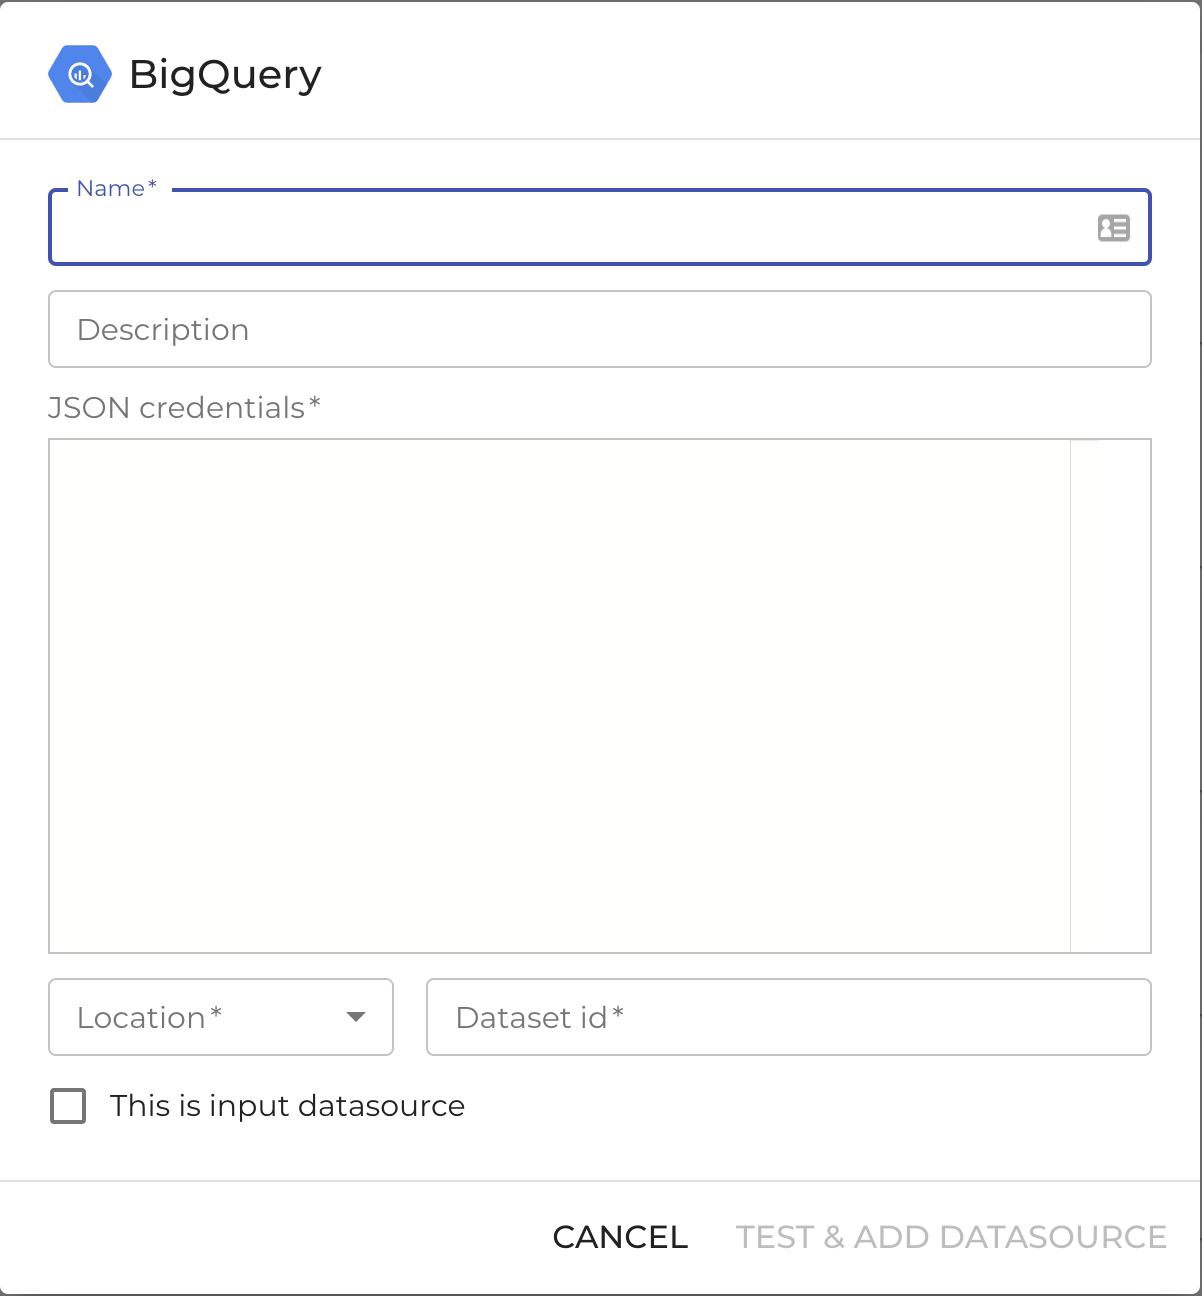 BigQuery
Name*
Description
JSON credentials*
Location*
Dataset id*
This is input datasource
CANCEL
TEST & ADD DATASOURCE